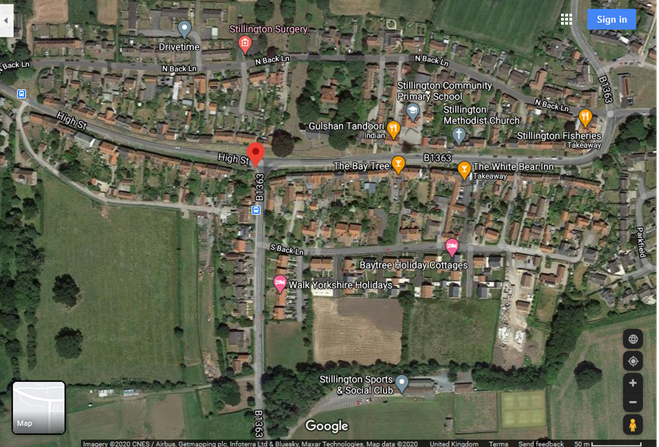 Sign in
Stillington Surgery
Drivetime
N Back Ln
N Back Ln
N Back Ln
N Back Ln
B1363
Stillington Community
Primary School
Stillington
Methodist Church
High St
Gulshan Tandoori
Indian
Stillington Fisheries
Takeaway
High St
B1363
The Bay Tree
The White Bear Inn
Takeaway
B1363
Parkfield
S Back Ln
Baytree Holiday Cottages
Walk Yorkshire Holidays
Stillington Sports
& Social Club
B1363
Map
Google
Imagery ©2020 CNES / Airbus, Getmapping plc, Infoterra Ltd & Bluesky, Maxar Technologies, Map data ©2020 United Kingdom Terms Send feedback 50 m